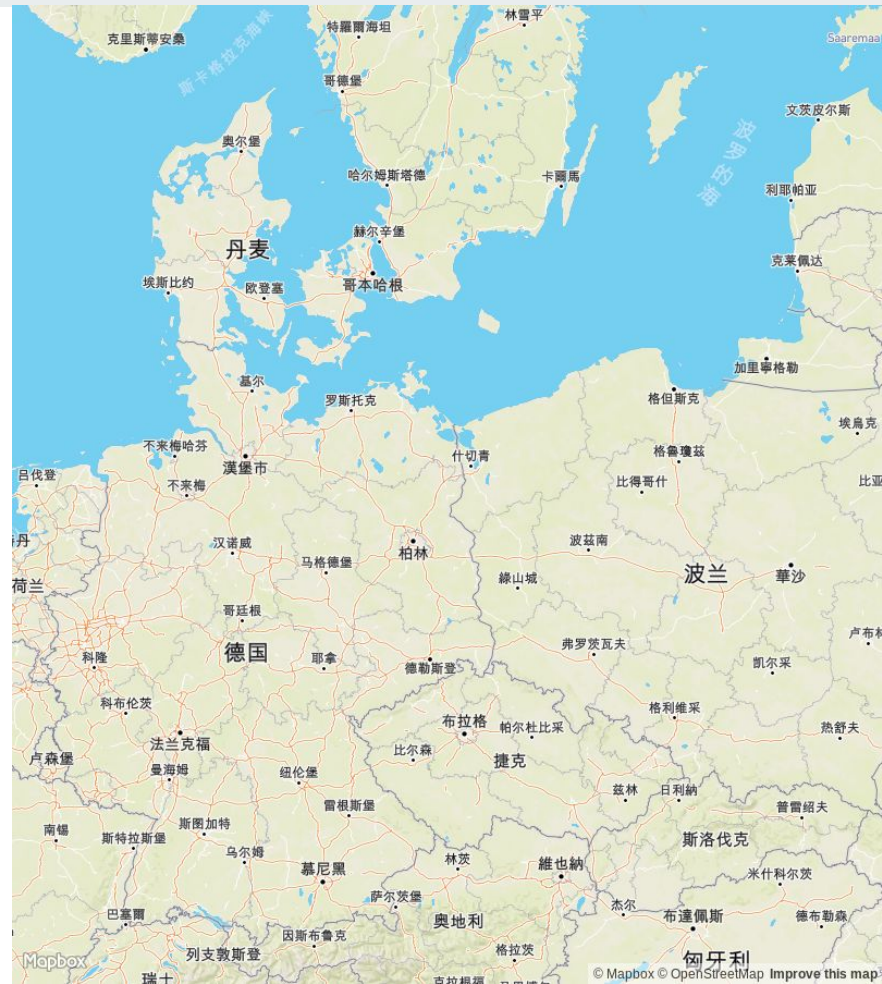 克里斯蒂安桑
斯卡格拉克海峡
特羅爾海坦
林雪平
Saaremaa
哥德堡
文茨皮尔斯
奥尔堡
波罗的海
哈尔姆斯塔德
卡爾馬
利耶帕亚
赫尔辛堡
丹麦
克莱佩达
埃斯比约
欧登塞
哥本哈根
加里寧格勒
基尔
罗斯托克
格但斯克
埃烏克
不来梅哈芬
什切青
格鲁瓊茲
漢堡市
吕伐登
不来梅
比得哥什
比亚
丹
汉诺威
柏林
波茲南
马格德堡
波兰
華沙
荷兰
綠山城
哥廷根
卢布林
德国
弗罗茨瓦夫
科隆
耶拿
德勒斯登
凯尔采
科布伦茨
格利维采
布拉格
帕尔杜比采
热舒夫
法兰克福
比尔森
卢森堡
捷克
曼海姆
纽伦堡
兹林
日利納
雷根斯堡
普雷绍夫
南锡
斯特拉斯堡
斯图加特
斯洛伐克
乌尔姆
林茨
維也納
慕尼黑
米什科尔茨
萨尔茨堡
杰尔
巴塞爾
奥地利
布達佩斯
德布勒森
列支敦斯登
因斯布鲁克
格拉茨
匈牙利
Mapbox
瑞士
克拉根福
© Mapbox © OpenStreetMap Improve this map